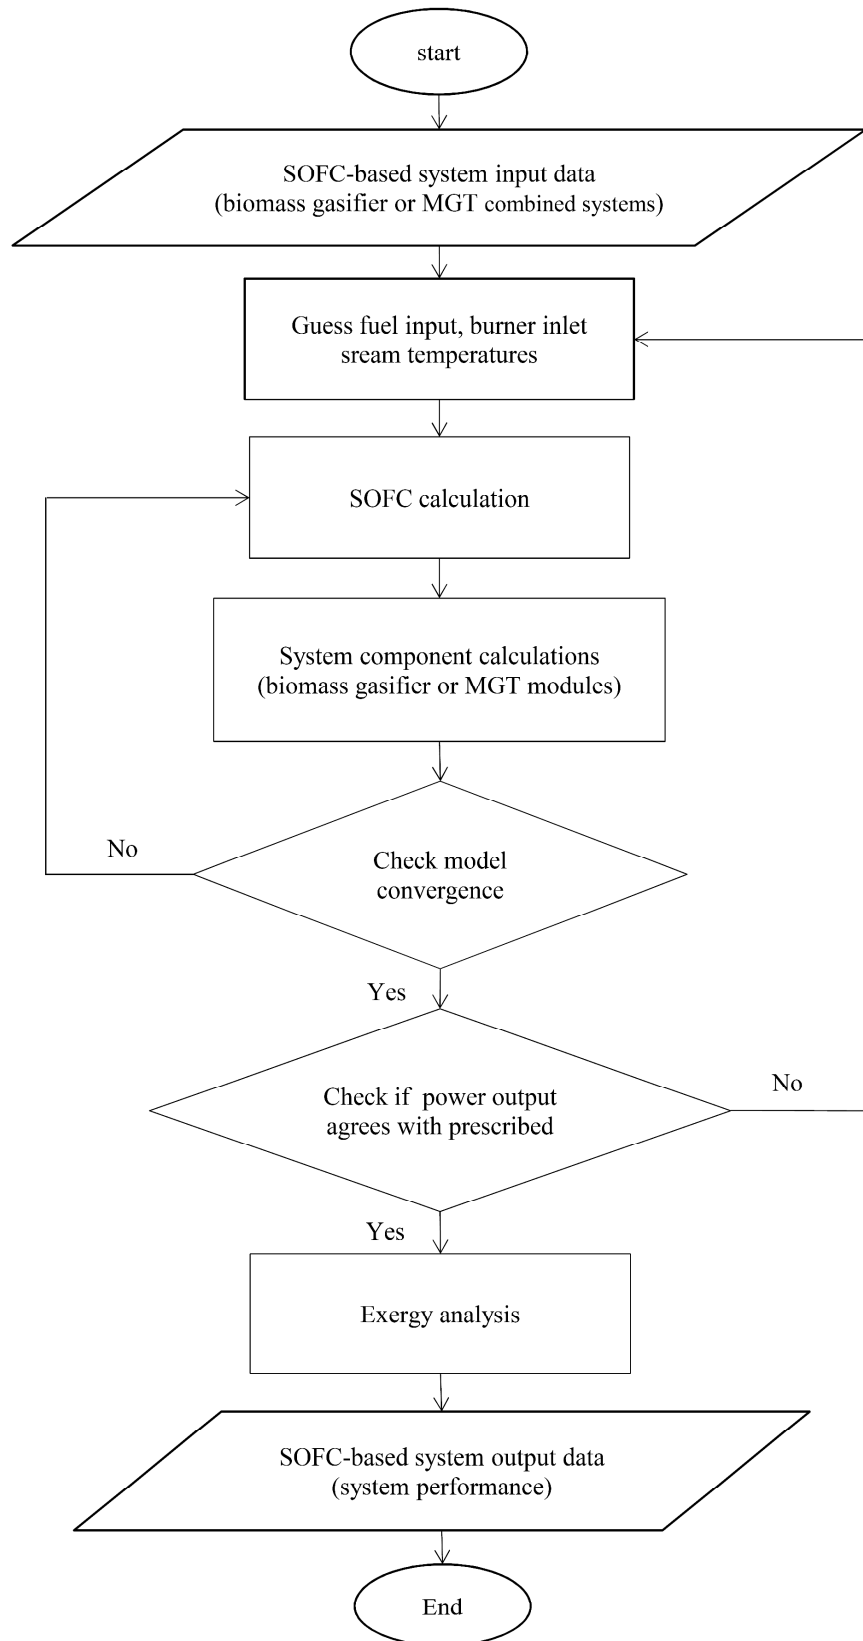 start
SOFC-based system input data
(biomass gasifier or MGT combined systems)
Guess fuel input, burner inlet
sream temperatures
SOFC calculation
System component calculations
(biomass gasifier or MGT modules)
Check model
convergence
No
Yes
Check if power output
agrees with prescribed
No
Yes
Exergy analysis
SOFC-based system output data
(system performance)
End